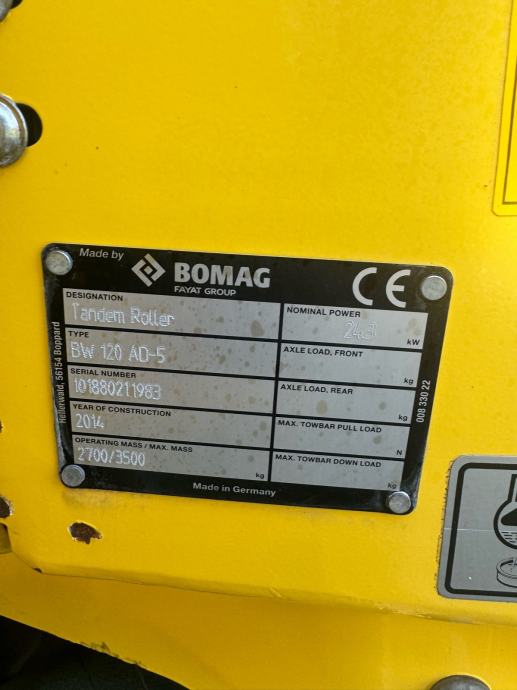 Made by
BOMAG
FAYAT GROUP
CE
DESIGNATION
Tandem Roller
TYPE
BW 120 AD-5
SERIAL NUMBER
101880211983
YEAR OF CONSTRUCTION
2014
OPERATING MASS / MAX. MASS
2700/3500
kg
NOMINAL POWER
24.3
kW
AXLE LOAD, FRONT
kg
AXLE LOAD, REAR
kg
MAX. TOWBAR PULL LOAD
N
MAX. TOWBAR DOWN LOAD
kg
Made in Germany
Hellerwald, 56154 Boppard
008 330 22